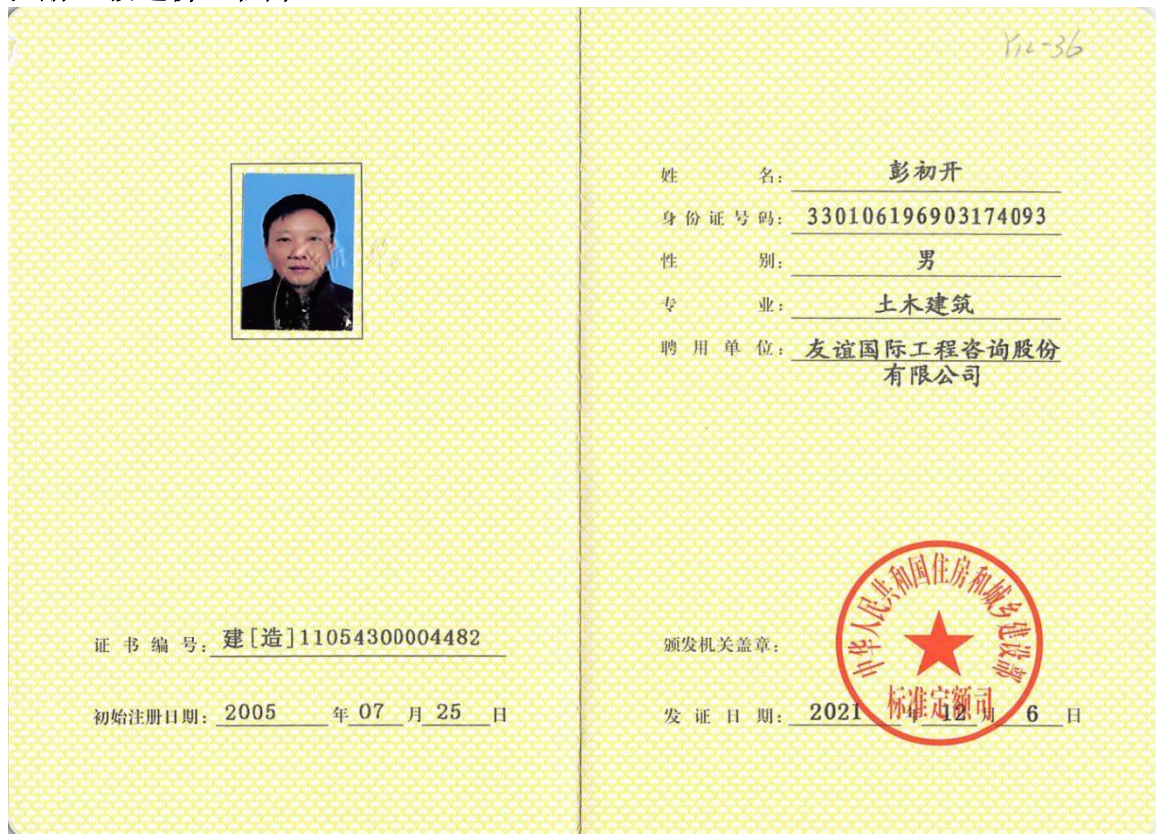 Y12-36
姓 名: 彭初开
身份证号码: 330106196903174093
性 别: 男
专 业: 土木建筑
聘用单位: 友谊国际工程咨询股份
有限公司
证书编号: 建[造]11054300004482
初始注册日期: 2005 年 07 月 25 日
颁发机关盖章:
中华人民共和国住房和城乡建设部
标准定额司
发证日期: 2021 年 12 月 6 日